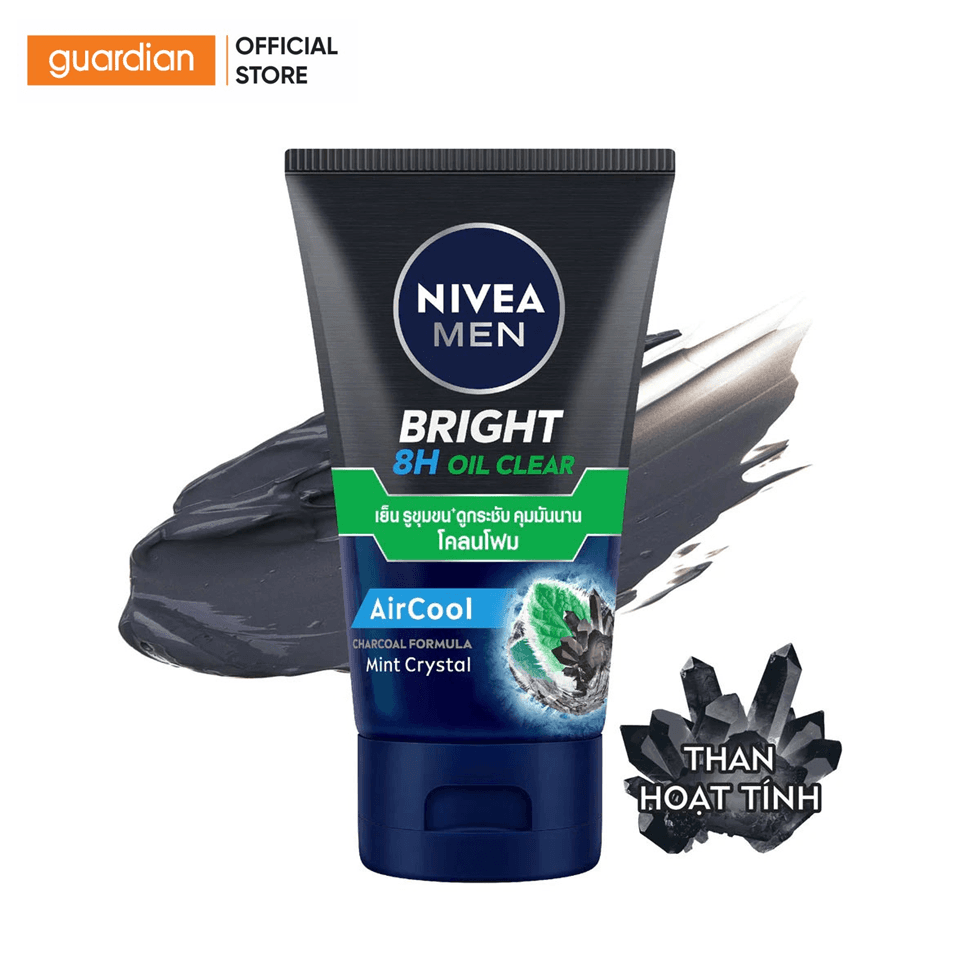 guardian
OFFICIAL
STORE
NIVEA
MEN
BRIGHT
8H OIL CLEAR
เย็น รูขุมขน⁺ดูกระชับ คุมมันนาน
โคลนโฟม
AirCool
CHARCOAL FORMULA
Mint Crystal
THAN
HOẠT TÍNH